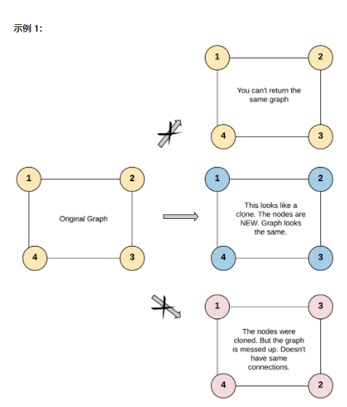 示例 1:
1 2
You can't return the
same graph
4 3
1 2
Original Graph
4 3
1 2
This looks like a
clone. The nodes are
NEW. Graph looks
the same.
4 3
1 3
The nodes were
cloned. But the graph
is messed up. Doesn't
have same
connections.
4 2